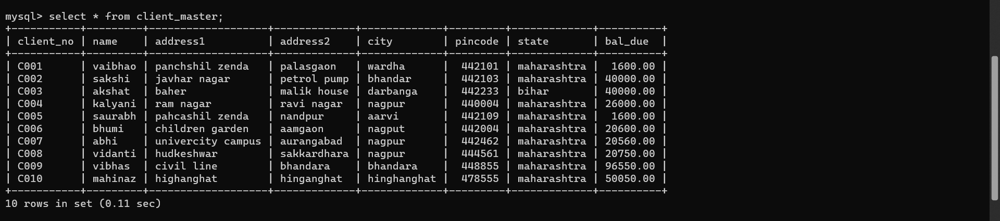 mysql> select * from client_master;
+-----------+---------+-------------------+-------------+-------------+---------+-------------+----------+
| client_no | name    | address1          | address2    | city        | pincode | state       | bal_due  |
+-----------+---------+-------------------+-------------+-------------+---------+-------------+----------+
| C001      | vaibhao | panchshil zenda   | palasgaon   | wardha      |  442101 | maharashtra |  1600.00 |
| C002      | sakshi  | javhar nagar      | petrol pump | bhandar     |  442103 | maharashtra | 40000.00 |
| C003      | akshat  | baher             | malik house | darbanga    |  442233 | bihar       | 40000.00 |
| C004      | kalyani | ram nagar         | ravi nagar  | nagpur      |  440004 | maharashtra | 26000.00 |
| C005      | saurabh | pahcashil zenda   | nandpur     | aarvi       |  442109 | maharashtra |  1600.00 |
| C006      | bhumi   | children garden   | aamgaon     | nagput      |  442004 | maharashtra | 20600.00 |
| C007      | abhi    | univercity campus | aurangabad  | nagpur      |  442462 | maharashtra | 20560.00 |
| C008      | vidanti | hudkeshwar        | sakkardhara | nagpur      |  444561 | maharashtra | 20750.00 |
| C009      | vibhas  | civil line        | bhandara    | bhandara    |  448855 | maharashtra | 96550.00 |
| C010      | mahinaz | highanghat        | hinganghat  | hinghanghat |  478555 | maharashtra | 50050.00 |
+-----------+---------+-------------------+-------------+-------------+---------+-------------+----------+
10 rows in set (0.11 sec)